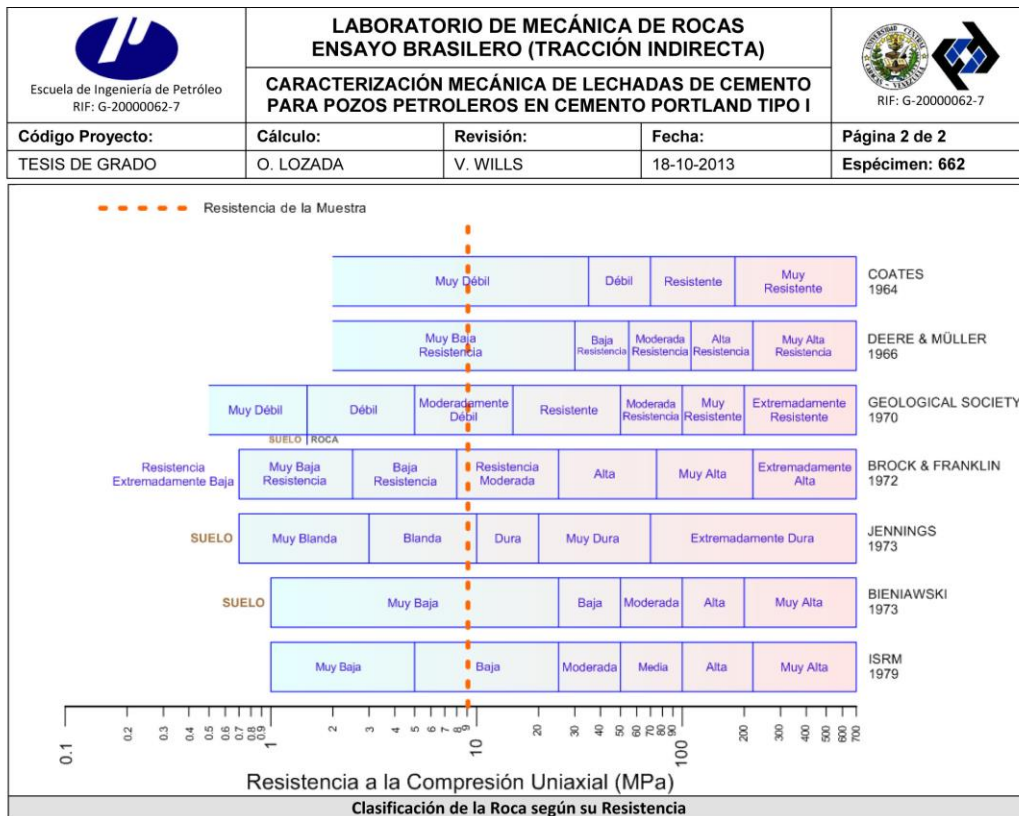 LABORATORIO DE MECÁNICA DE ROCAS
ENSAYO BRASILERO (TRACCIÓN INDIRECTA)
CARACTERIZACIÓN MECÁNICA DE LECHADAS DE CEMENTO
PARA POZOS PETROLEROS EN CEMENTO PORTLAND TIPO I
Escuela de Ingeniería de Petróleo
RIF: G-20000062-7
RIF: G-20000062-7
Código Proyecto: Cálculo: Revisión: Fecha: Página 2 de 2
TESIS DE GRADO O. LOZADA V. WILLS 18-10-2013 Espécimen: 662
Resistencia de la Muestra
Muy Débil Débil Resistente Muy
Resistente
COATES
1964
Muy Baja
Resistencia
Baja
Resistencia
Moderada
Resistencia
Alta
Resistencia
Muy Alta
Resistencia
DEERE & MÜLLER
1966
Muy Débil Débil
Moderadamente
Débil
Resistente
Moderada
Resistencia
Muy
Resistente
Extremadamente
Resistente
GEOLOGICAL SOCIETY
1970
SUELO ROCA
Resistencia
Extremadamente Baja
Muy Baja
Resistencia
Baja
Resistencia
Resistencia
Moderada
Alta
Muy Alta
Extremadamente
Alta
BROCK & FRANKLIN
1972
SUELO Muy Blanda Blanda Dura Muy Dura Extremadamente Dura
JENNINGS
1973
SUELO Muy Baja Baja Moderada Alta Muy Alta
BIENIAWSKI
1973
Muy Baja Baja Moderada Media Alta Muy Alta
ISRM
1979
0.1 0.2 0.3 0.4 0.5 0.6 0.7 0.8 0.9 1 2 3 4 5 6 7 8 9 10 20 30 40 50 60 70 80 90 100 200 300 400 500 600 700
Resistencia a la Compresión Uniaxial (MPa)
Clasificación de la Roca según su Resistencia